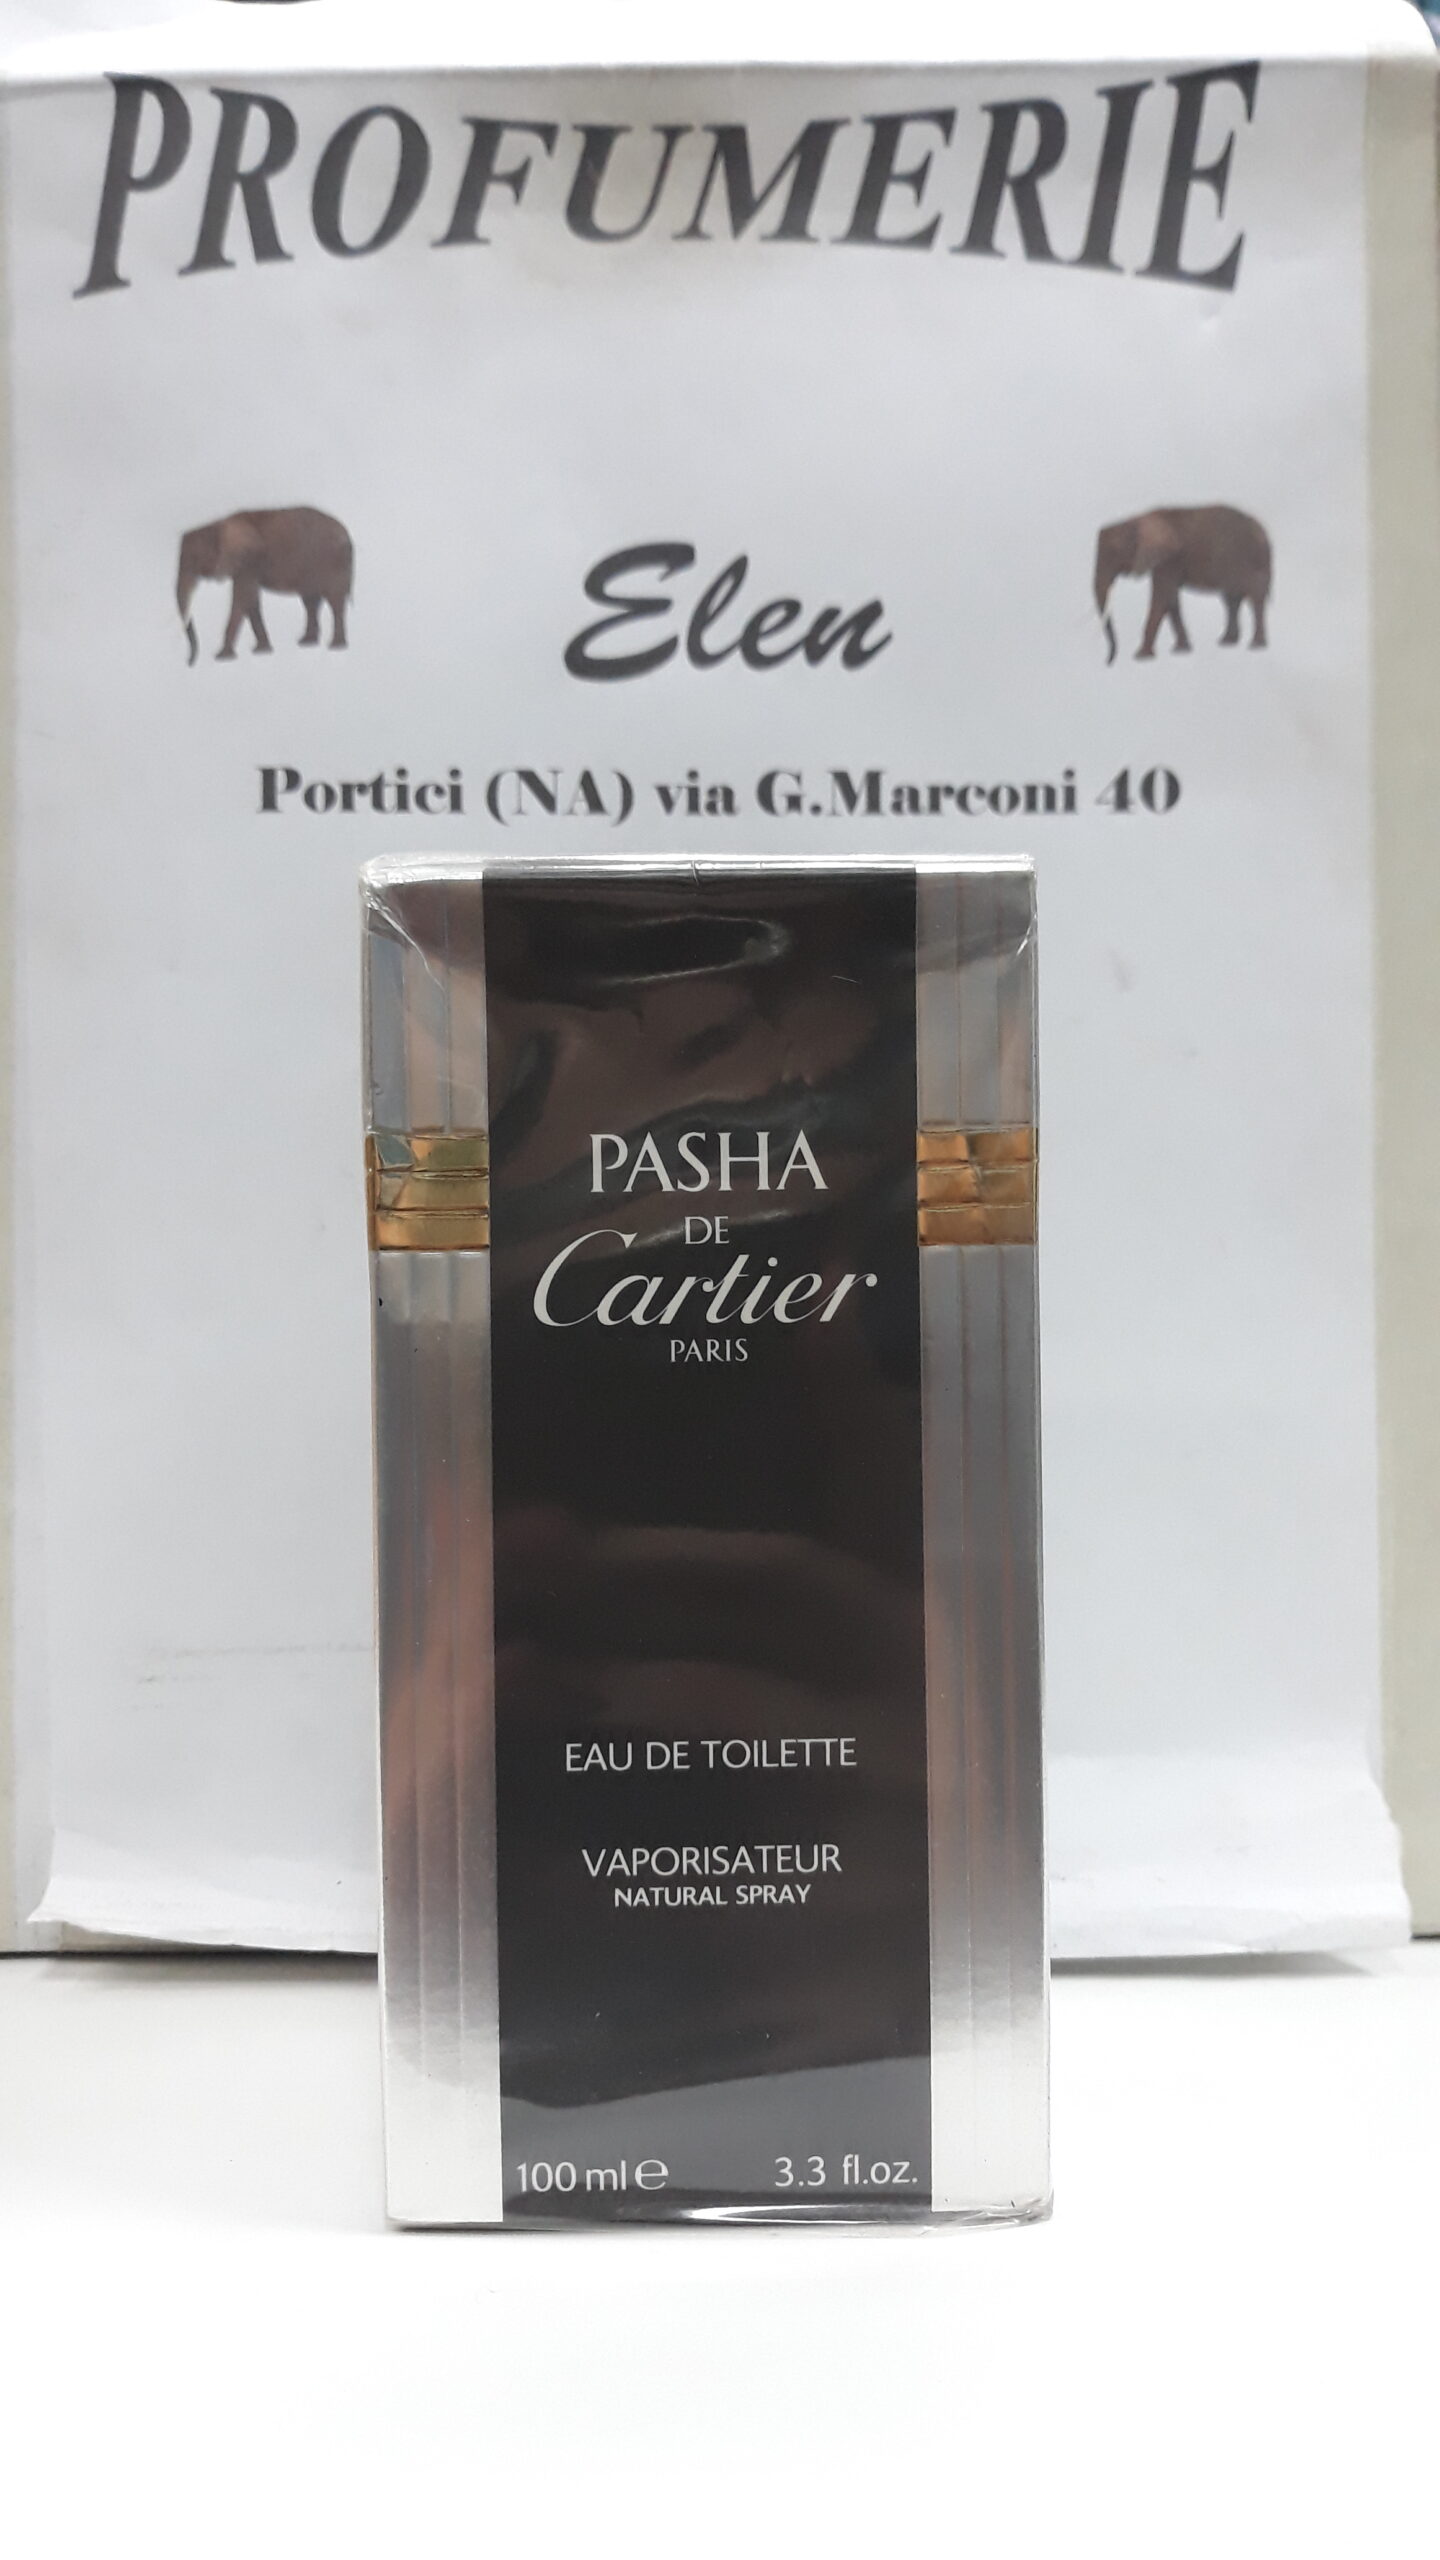 PROFUMERIE
Elen
Portici (NA) via G.Marconi 40
PASHA
DE
Cartier
PARIS
EAU DE TOILETTE
VAPORISATEUR
NATURAL SPRAY
100 ml ℮ 3.3 fl.oz.